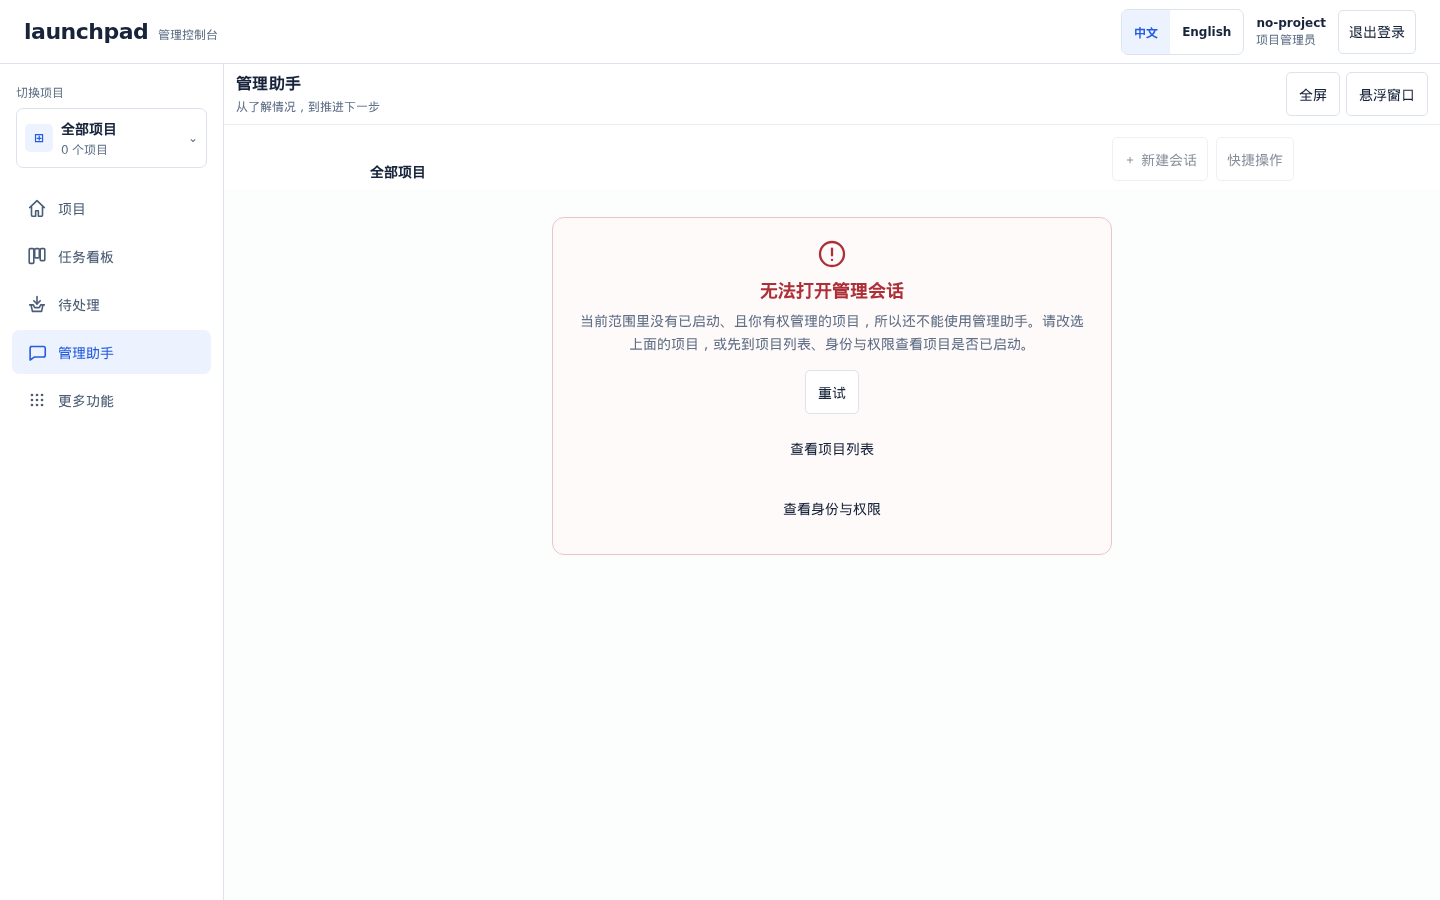 launchpad 管理控制台
中文 English
no-project
项目管理员
退出登录
切换项目
全部项目
0 个项目
项目
任务看板
待处理
管理助手
更多功能
管理助手
从了解情况，到推进下一步
全屏
悬浮窗口
全部项目
+ 新建会话
快捷操作
无法打开管理会话
当前范围里没有已启动、且你有权管理的项目，所以还不能使用管理助手。请改选
上面的项目，或先到项目列表、身份与权限查看项目是否已启动。
重试
查看项目列表
查看身份与权限